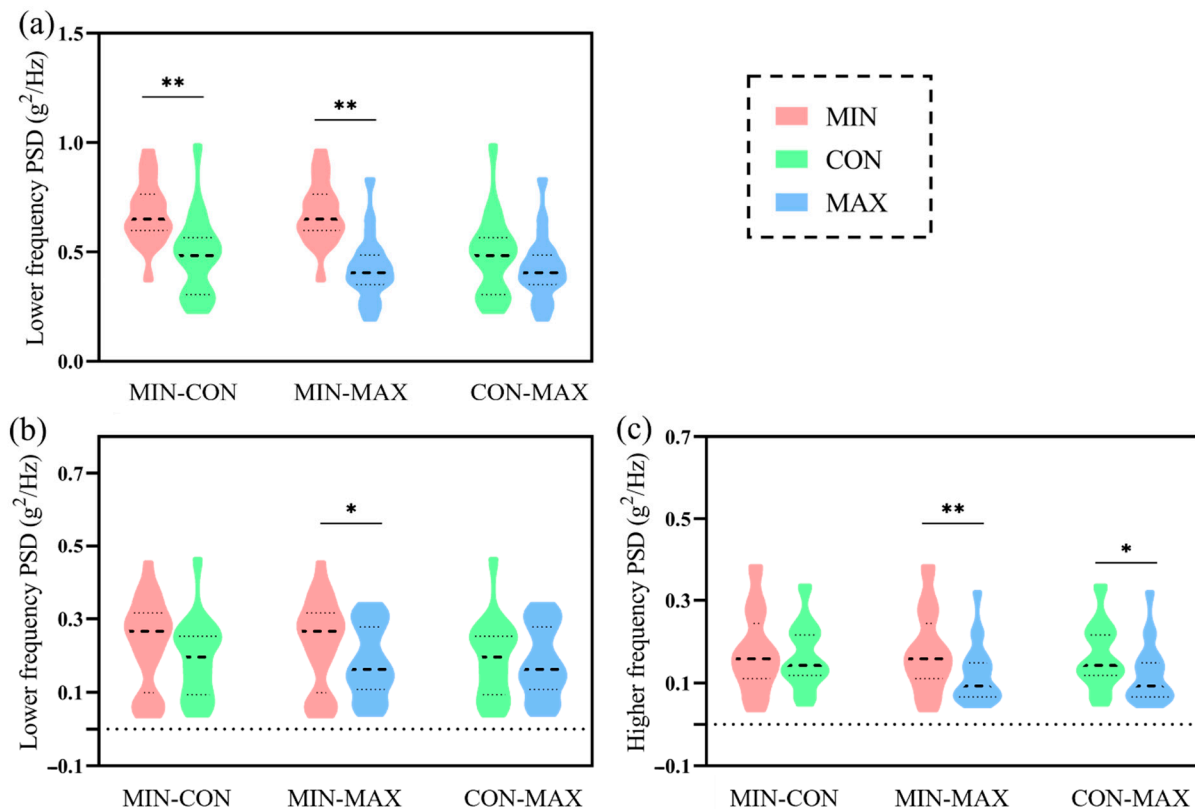 (a)
Lower frequency PSD (g²/Hz)
1.5
1.0
0.5
0.0
**
**
MIN-CON
MIN-MAX
CON-MAX
MIN
CON
MAX
(b)
Lower frequency PSD (g²/Hz)
0.7
0.5
0.3
0.1
−0.1
*
MIN-CON
MIN-MAX
CON-MAX
(c)
Higher frequency PSD (g²/Hz)
0.7
0.5
0.3
0.1
−0.1
**
*
MIN-CON
MIN-MAX
CON-MAX